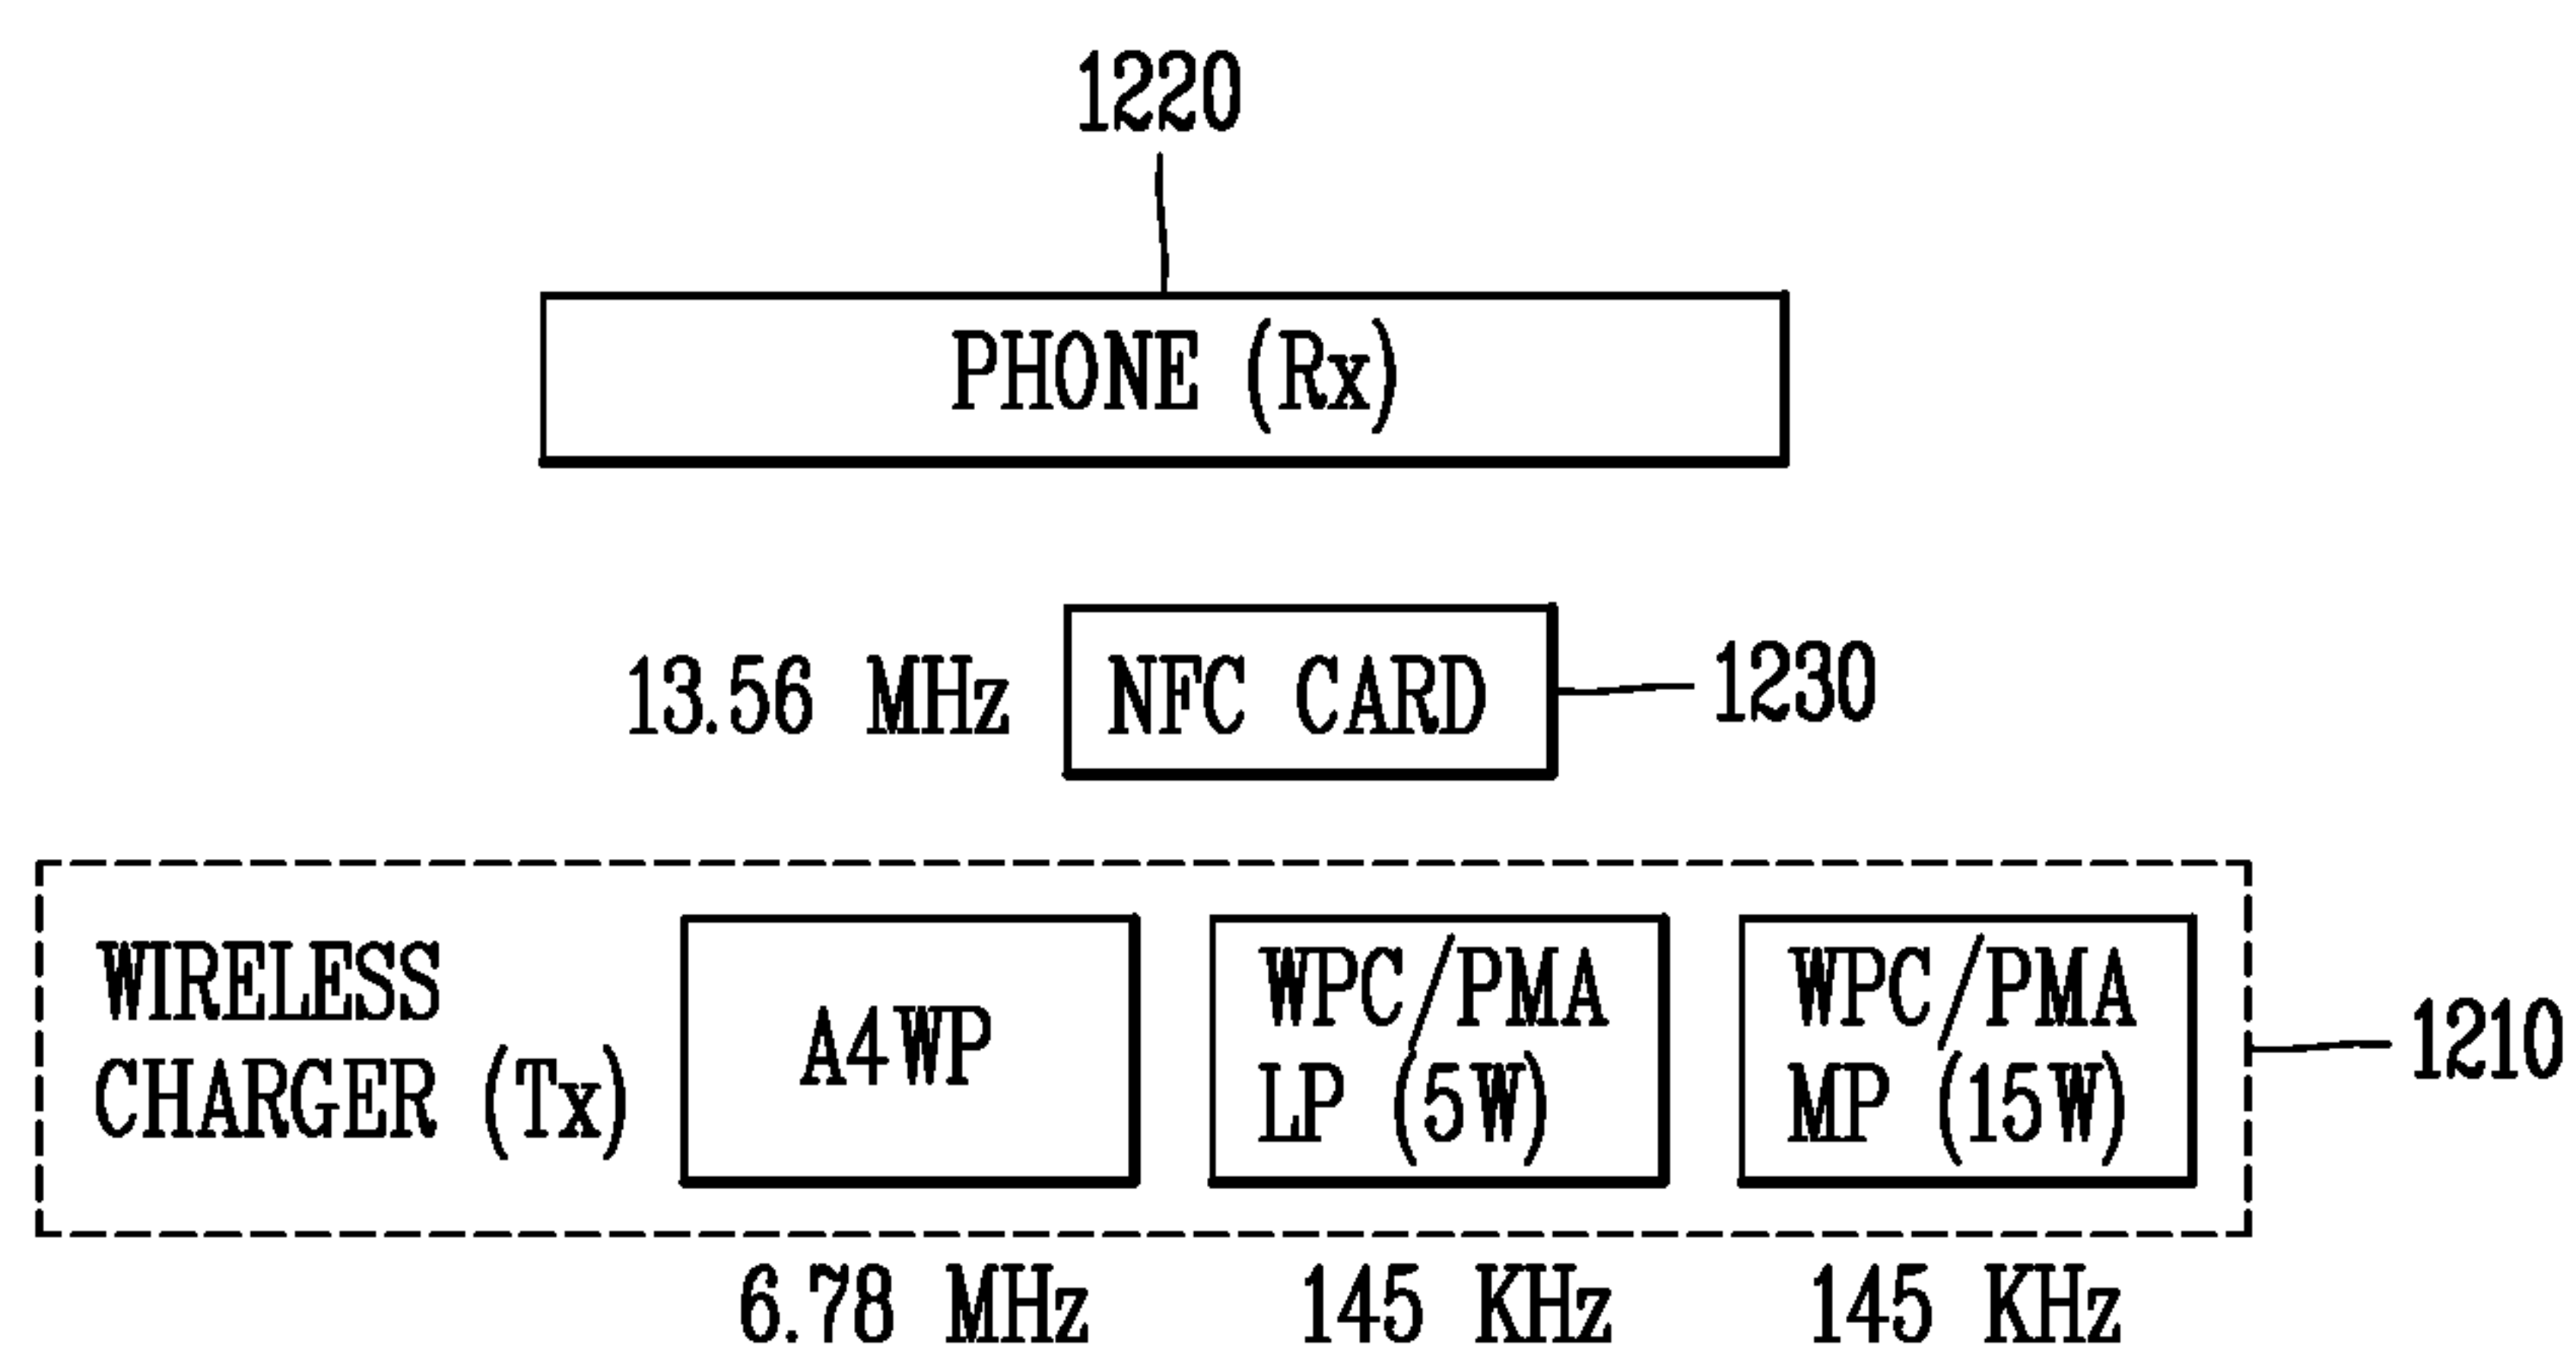 1220
PHONE (Rx)
13.56 MHz NFC CARD 1230
WIRELESS
CHARGER (Tx)
A4WP
WPC/PMA
LP (5W)
WPC/PMA
MP (15W)
1210
6.78 MHz 145 KHz 145 KHz